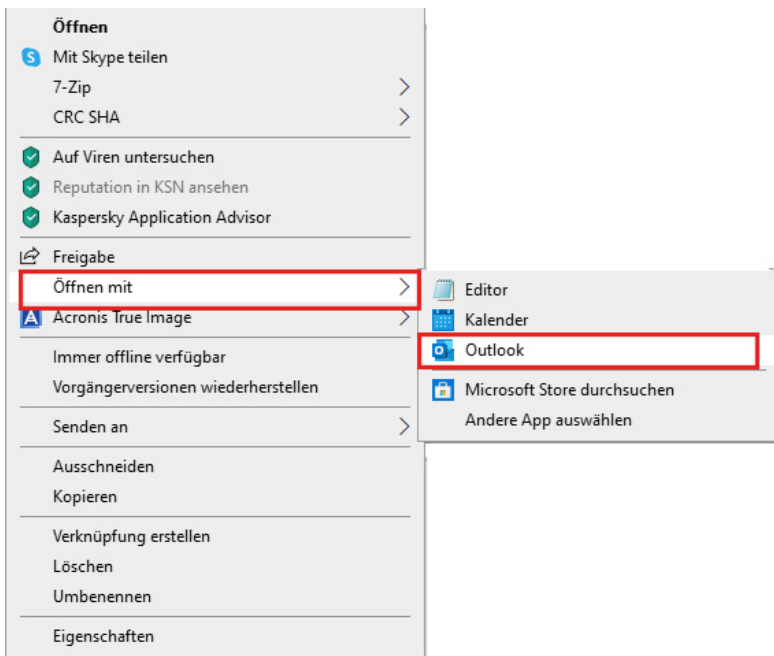 Öffnen
Mit Skype teilen
7-Zip
CRC SHA
Auf Viren untersuchen
Reputation in KSN ansehen
Kaspersky Application Advisor
Freigabe
Öffnen mit
Acronis True Image
Immer offline verfügbar
Vorgängerversionen wiederherstellen
Senden an
Ausschneiden
Kopieren
Verknüpfung erstellen
Löschen
Umbenennen
Eigenschaften
Editor
Kalender
Outlook
Microsoft Store durchsuchen
Andere App auswählen